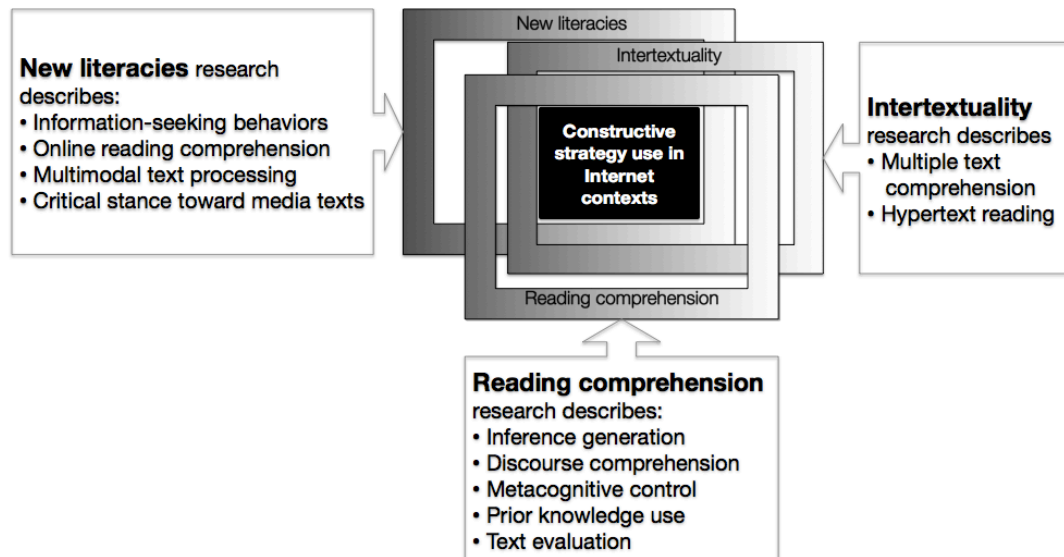 New literacies
Intertextuality
Constructive
strategy use in
Internet
contexts
Reading comprehension
New literacies research
describes:
• Information-seeking behaviors
• Online reading comprehension
• Multimodal text processing
• Critical stance toward media texts
Intertextuality
research describes
• Multiple text
comprehension
• Hypertext reading
Reading comprehension
research describes:
• Inference generation
• Discourse comprehension
• Metacognitive control
• Prior knowledge use
• Text evaluation